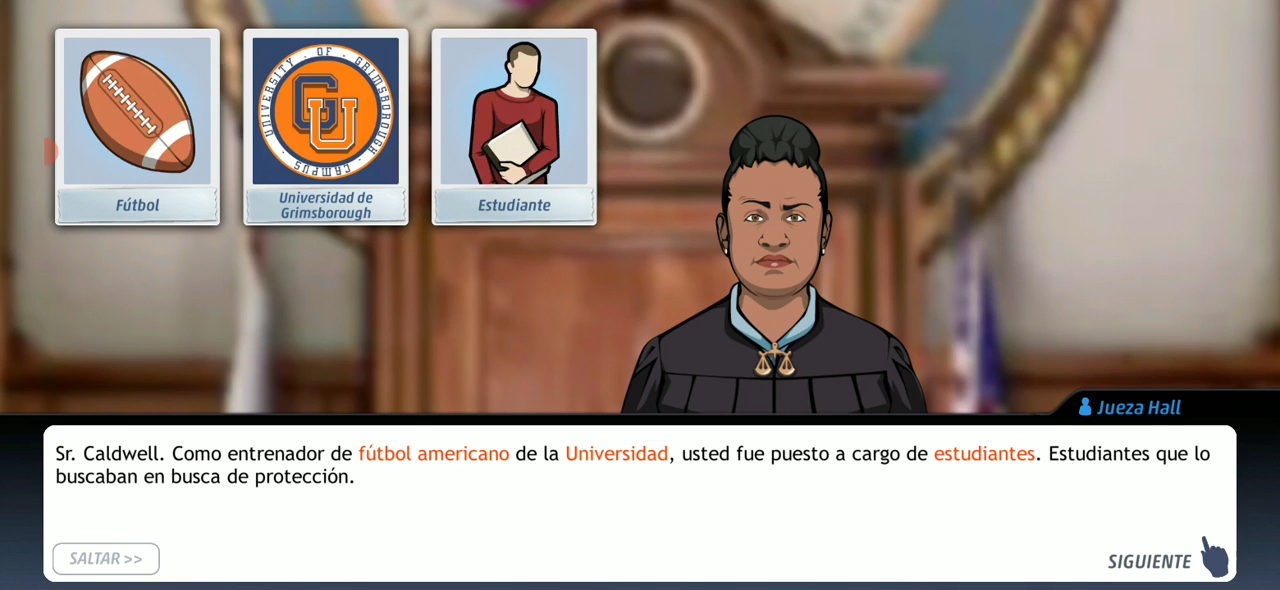 UNIVERSITY · OF · GRIMSBOROUGH · CAMPUS
GU
Fútbol
Universidad de
Grimsborough
Estudiante
Jueza Hall
Sr. Caldwell. Como entrenador de fútbol americano de la Universidad, usted fue puesto a cargo de estudiantes. Estudiantes que lo
buscaban en busca de protección.
SALTAR >>
SIGUIENTE